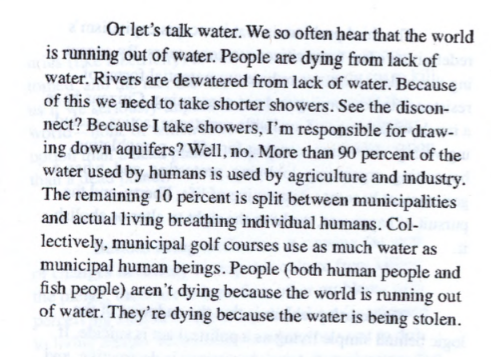 Or let's talk water. We so often hear that the world
is running out of water. People are dying from lack of
water. Rivers are dewatered from lack of water. Because
of this we need to take shorter showers. See the discon-
nect? Because I take showers, I'm responsible for draw-
ing down aquifers? Well, no. More than 90 percent of the
water used by humans is used by agriculture and industry.
The remaining 10 percent is split between municipalities
and actual living breathing individual humans. Col-
lectively, municipal golf courses use as much water as
municipal human beings. People (both human people and
fish people) aren't dying because the world is running out
of water. They're dying because the water is being stolen.